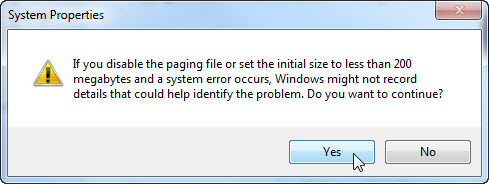 System Properties
If you disable the paging file or set the initial size to less than 200
megabytes and a system error occurs, Windows might not record
details that could help identify the problem. Do you want to continue?
Yes
No